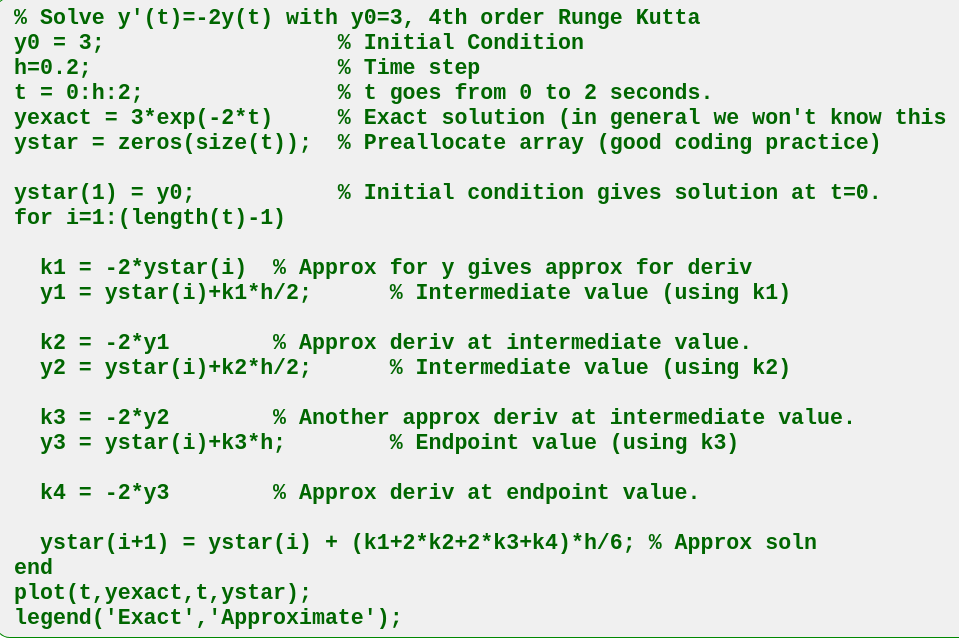 % Solve y'(t)=-2y(t) with y0=3, 4th order Runge Kutta
y0 = 3;                  % Initial Condition
h=0.2;                   % Time step
t = 0:h:2;               % t goes from 0 to 2 seconds.
yexact = 3*exp(-2*t)     % Exact solution (in general we won't know this
ystar = zeros(size(t));  % Preallocate array (good coding practice)

ystar(1) = y0;           % Initial condition gives solution at t=0.
for i=1:(length(t)-1)

  k1 = -2*ystar(i)  % Approx for y gives approx for deriv
  y1 = ystar(i)+k1*h/2;      % Intermediate value (using k1)

  k2 = -2*y1        % Approx deriv at intermediate value.
  y2 = ystar(i)+k2*h/2;      % Intermediate value (using k2)

  k3 = -2*y2        % Another approx deriv at intermediate value.
  y3 = ystar(i)+k3*h;        % Endpoint value (using k3)

  k4 = -2*y3        % Approx deriv at endpoint value.

  ystar(i+1) = ystar(i) + (k1+2*k2+2*k3+k4)*h/6; % Approx soln
end
plot(t,yexact,t,ystar);
legend('Exact','Approximate');